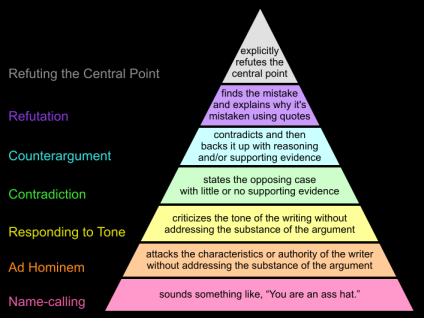 Refuting the Central Point
explicitly
refutes the
central point
Refutation
finds the mistake
and explains why it's
mistaken using quotes
Counterargument
contradicts and then
backs it up with reasoning
and/or supporting evidence
Contradiction
states the opposing case
with little or no supporting evidence
Responding to Tone
criticizes the tone of the writing without
addressing the substance of the argument
Ad Hominem
attacks the characteristics or authority of the writer
without addressing the substance of the argument
Name-calling
sounds something like, “You are an ass hat.”